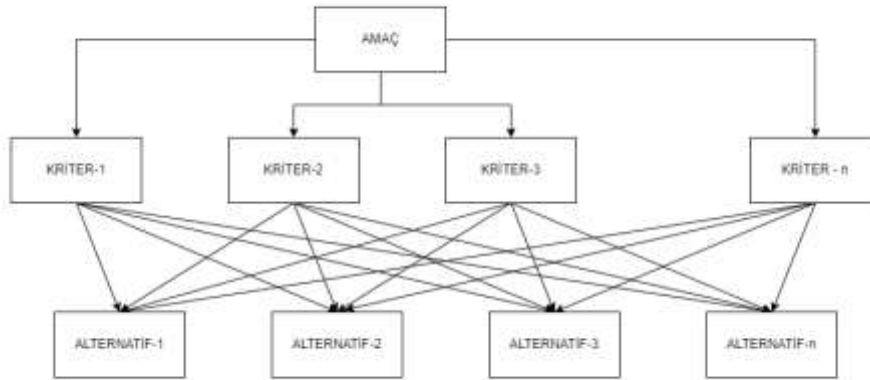 AMAÇ
KRİTER-1
KRİTER-2
KRİTER-3
KRİTER - n
ALTERNATİF-1
ALTERNATİF-2
ALTERNATİF-3
ALTERNATİF-n